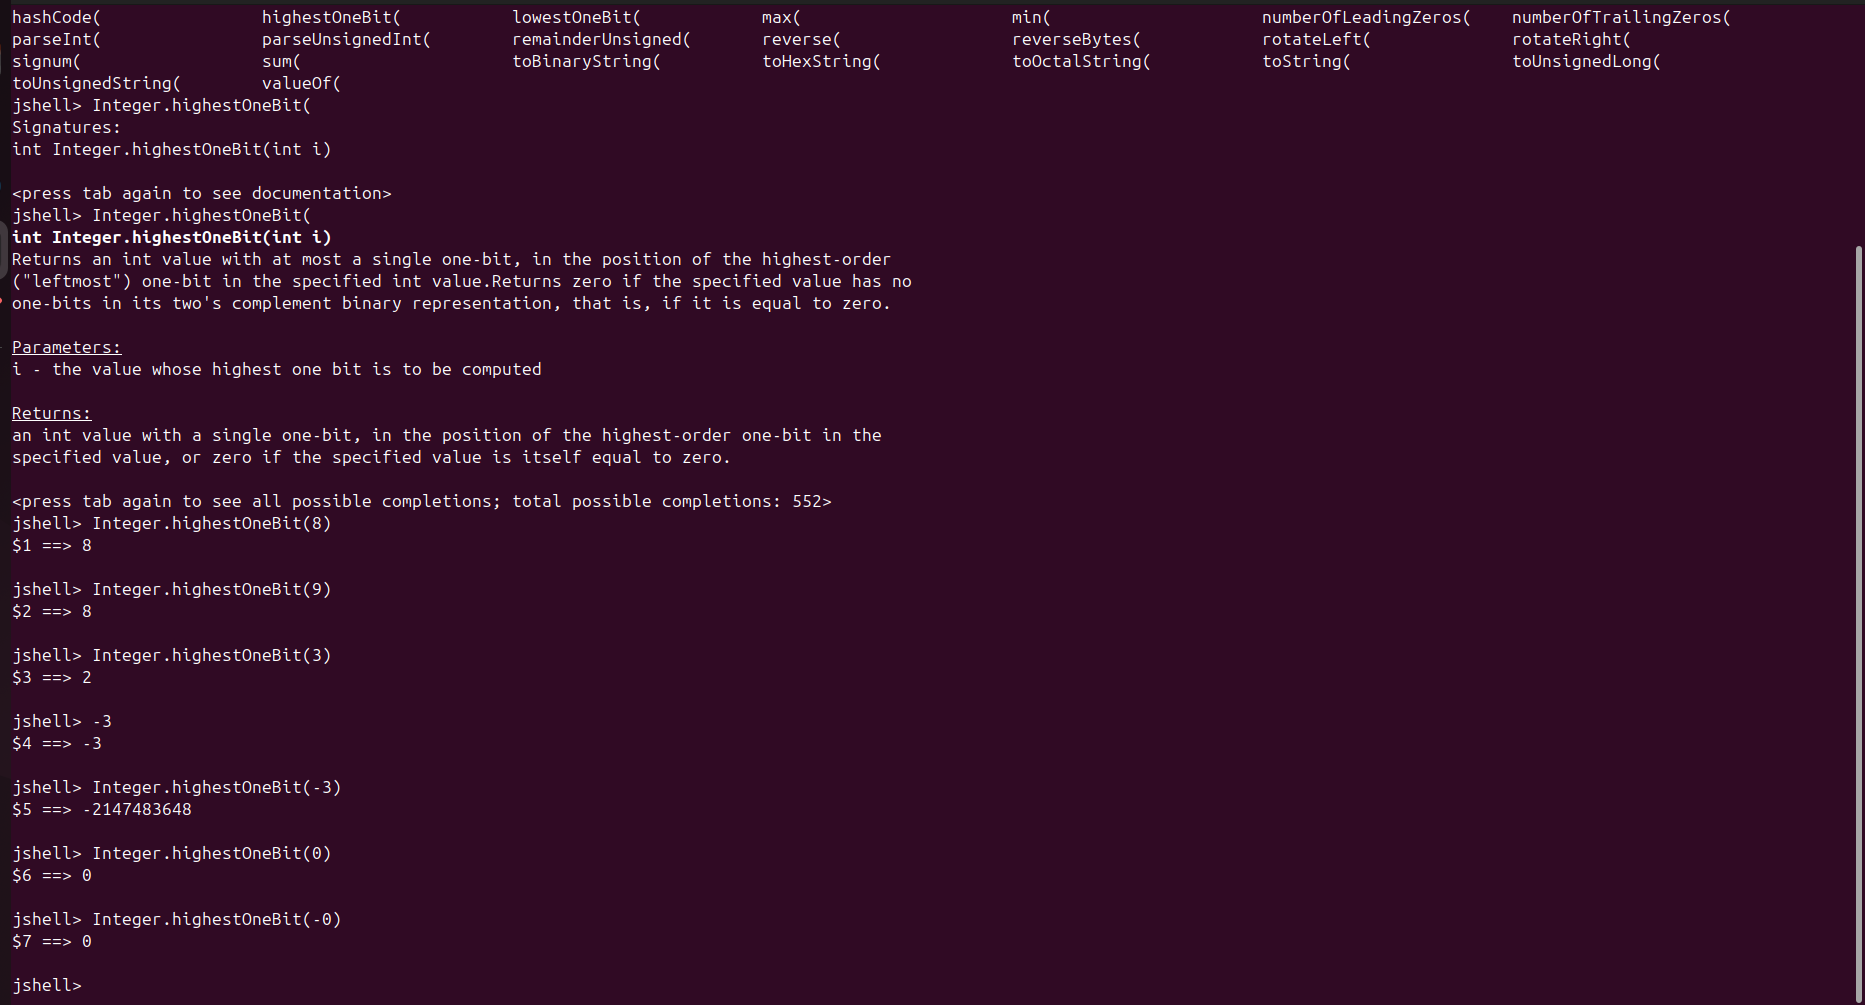 hashCode( highestOneBit( lowestOneBit( max( min( numberOfLeadingZeros( numberOfTrailingZeros(
parseInt( parseUnsignedInt( remainderUnsigned( reverse( reverseBytes( rotateLeft( rotateRight(
signum( sum( toBinaryString( toHexString( toOctalString( toString( toUnsignedLong(
toUnsignedString( valueOf(
jshell> Integer.highestOneBit(
Signatures:
int Integer.highestOneBit(int i)
<press tab again to see documentation>
jshell> Integer.highestOneBit(
int Integer.highestOneBit(int i)
Returns an int value with at most a single one-bit, in the position of the highest-order
("leftmost") one-bit in the specified int value.Returns zero if the specified value has no
one-bits in its two's complement binary representation, that is, if it is equal to zero.
Parameters:
i - the value whose highest one bit is to be computed
Returns:
an int value with a single one-bit, in the position of the highest-order one-bit in the
specified value, or zero if the specified value is itself equal to zero.
<press tab again to see all possible completions; total possible completions: 552>
jshell> Integer.highestOneBit(8)
$1 ==> 8
jshell> Integer.highestOneBit(9)
$2 ==> 8
jshell> Integer.highestOneBit(3)
$3 ==> 2
jshell> -3
$4 ==> -3
jshell> Integer.highestOneBit(-3)
$5 ==> -2147483648
jshell> Integer.highestOneBit(0)
$6 ==> 0
jshell> Integer.highestOneBit(-0)
$7 ==> 0
jshell>